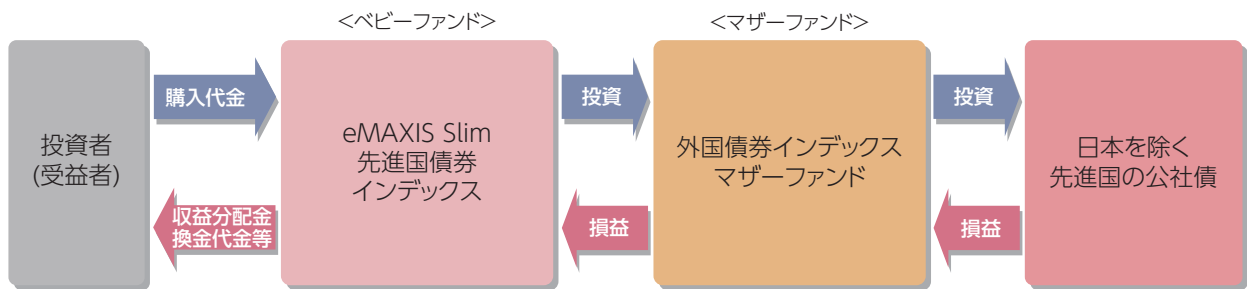 <ベビーファンド>
<マザーファンド>
投資者
(受益者)
購入代金
収益分配金
換金代金等
eMAXIS Slim
先進国債券
インデックス
投資
損益
外国債券インデックス
マザーファンド
投資
損益
日本を除く
先進国の公社債